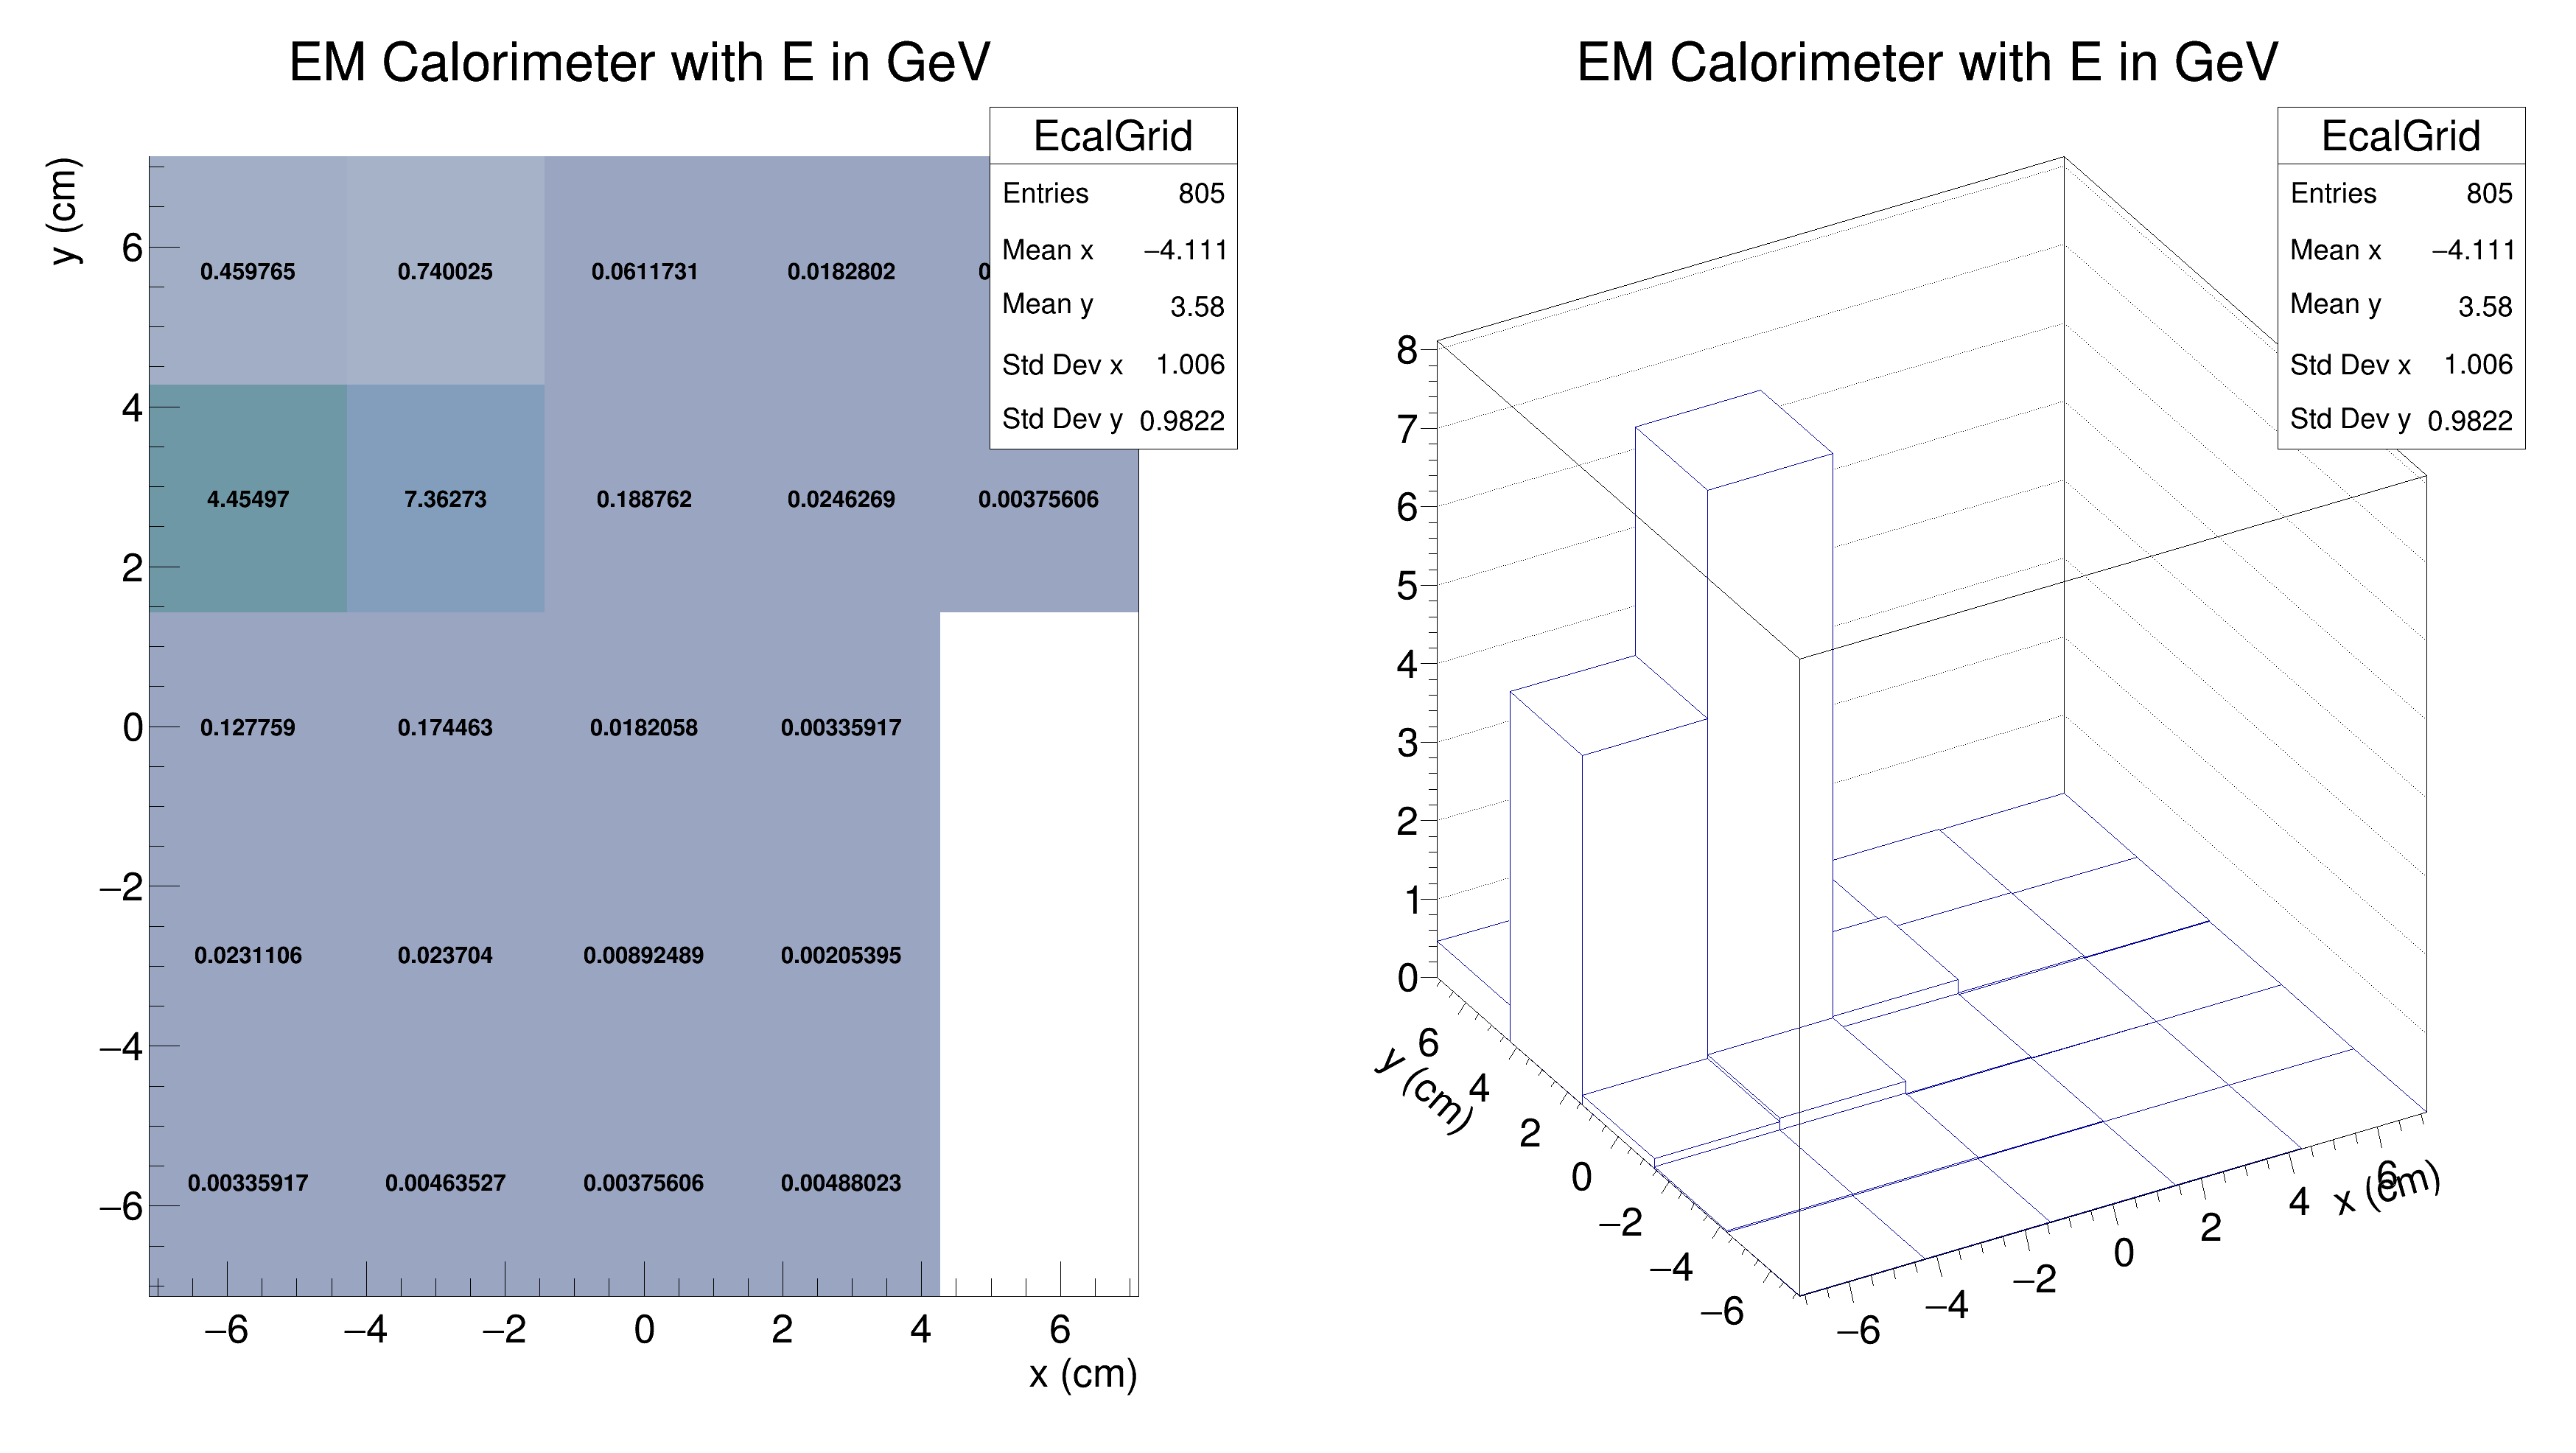 EM Calorimeter with E in GeV
EcalGrid
Entries 805
Mean x −4.111
Mean y 3.58
Std Dev x 1.006
Std Dev y 0.9822
y (cm)
6
4
2
0
−2
−4
−6
0.459765 0.740025 0.0611731 0.0182802
4.45497 7.36273 0.188762 0.0246269 0.00375606
0.127759 0.174463 0.0182058 0.00335917
0.0231106 0.023704 0.00892489 0.00205395
0.00335917 0.00463527 0.00375606 0.00488023
−6 −4 −2 0 2 4 6
x (cm)
EM Calorimeter with E in GeV
EcalGrid
Entries 805
Mean x −4.111
Mean y 3.58
Std Dev x 1.006
Std Dev y 0.9822
8
7
6
5
4
3
2
1
0
y (cm)
6
4
2
0
−2
−4
−6
−6 −4 −2 0 2 4 6
x (cm)